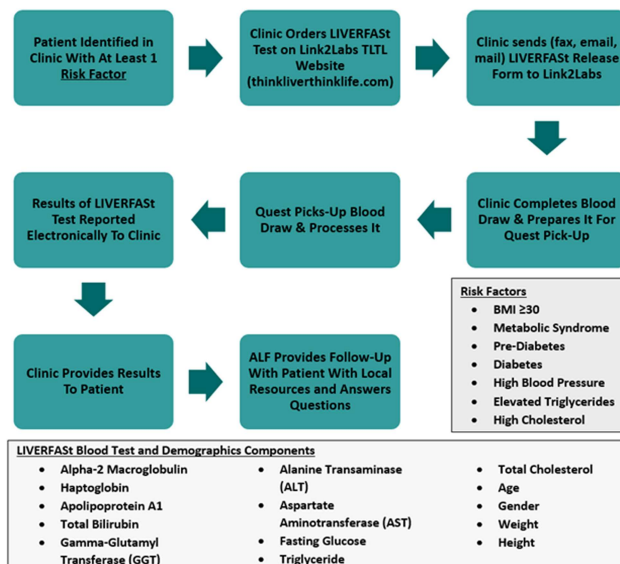 Patient Identified in
Clinic With At Least 1
Risk Factor
Clinic Orders LIVERFASt
Test on Link2Labs TLTL
Website
(thinkliverthinklife.com)
Clinic sends (fax, email,
mail) LIVERFASt Release
Form to Link2Labs
Clinic Completes Blood
Draw & Prepares It For
Quest Pick-Up
Quest Picks-Up Blood
Draw & Processes It
Results of LIVERFASt
Test Reported
Electronically To Clinic
Clinic Provides Results
To Patient
ALF Provides Follow-Up
With Patient With Local
Resources and Answers
Questions
Risk Factors
• BMI ≥30
• Metabolic Syndrome
• Pre-Diabetes
• Diabetes
• High Blood Pressure
• Elevated Triglycerides
• High Cholesterol
LIVERFASt Blood Test and Demographics Components
• Alpha-2 Macroglobulin
• Haptoglobin
• Apolipoprotein A1
• Total Bilirubin
• Gamma-Glutamyl
Transferase (GGT)
• Alanine Transaminase
(ALT)
• Aspartate
Aminotransferase (AST)
• Fasting Glucose
• Triglyceride
• Total Cholesterol
• Age
• Gender
• Weight
• Height